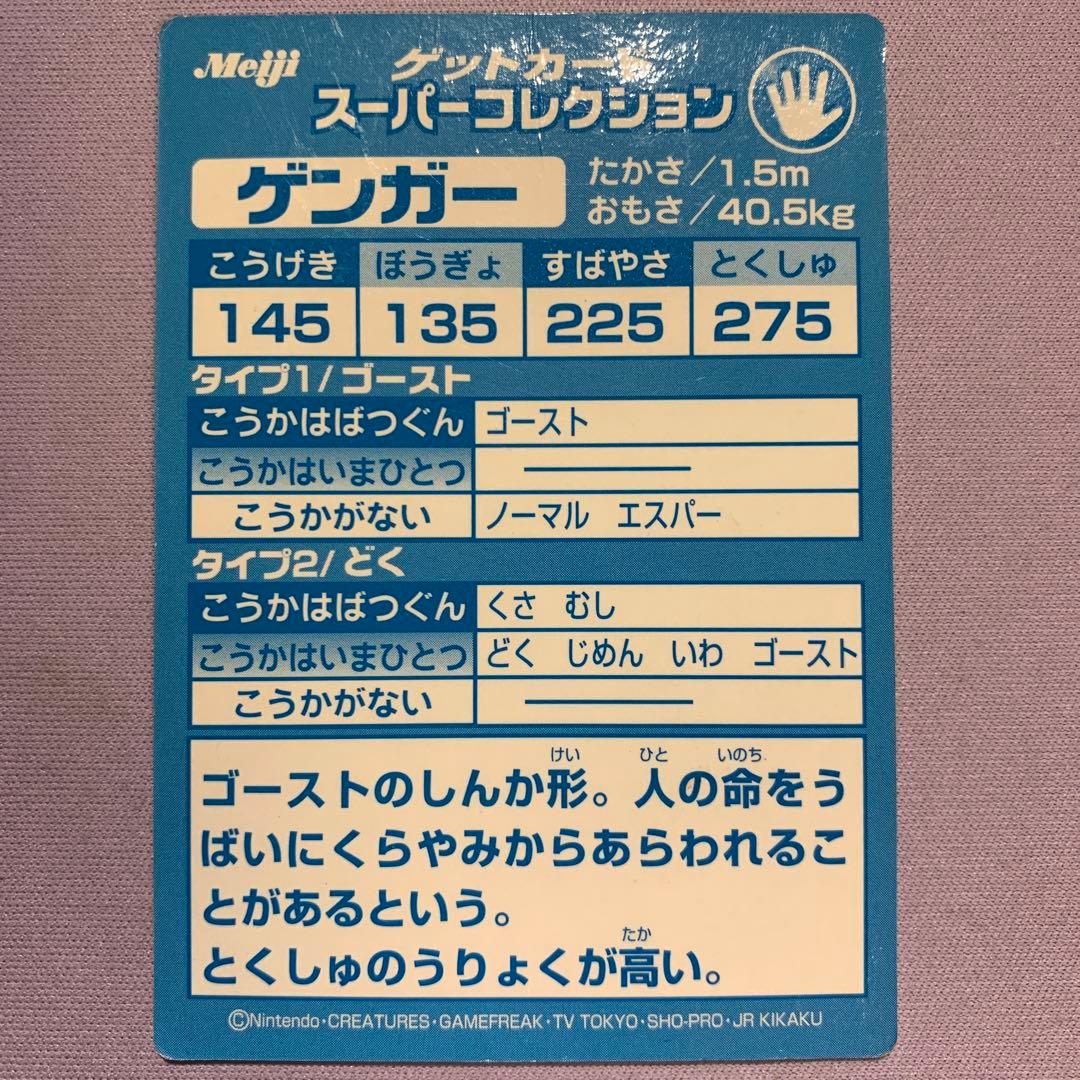 Meiji
ゲットカード
スーパーコレクション
ゲンガー
たかさ/1.5m
おもさ/40.5kg
こうげき ぼうぎょ すばやさ とくしゅ
145 135 225 275
タイプ1/ゴースト
こうかはばつぐん ゴースト
こうかはいまひとつ ―――
こうかがない ノーマル エスパー
タイプ2/どく
こうかはばつぐん くさ むし
こうかはいまひとつ どく じめん いわ ゴースト
こうかがない ―――
けい ひと いのち
ゴーストのしんか形。人の命をう
ばいにくらやみからあらわれるこ
とがあるという。
たか
とくしゅのうりょくが高い。
©Nintendo・CREATURES・GAMEFREAK・TV TOKYO・SHO-PRO・JR KIKAKU